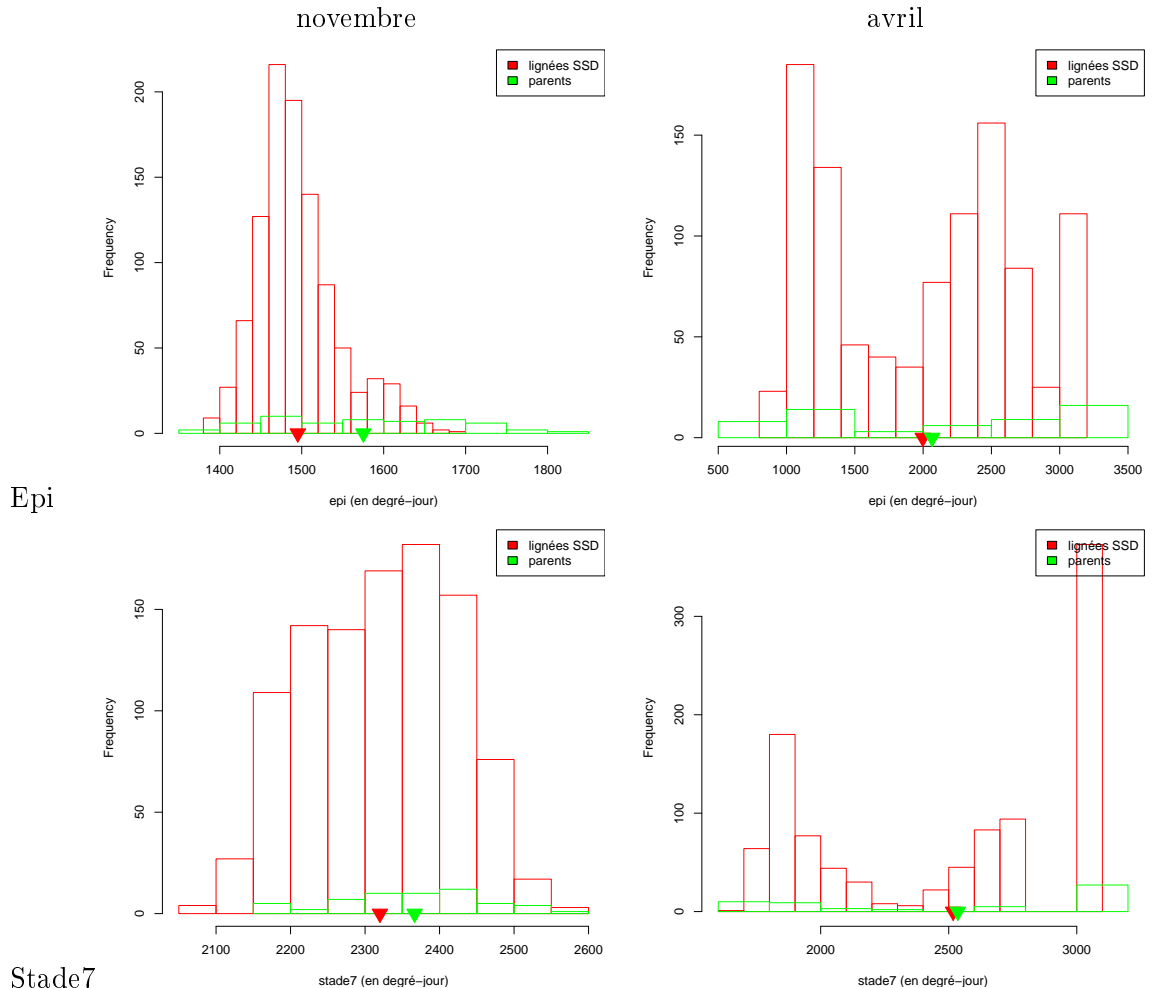 novembre
avril
lignées SSD
parents
Frequency
0
50
100
150
200
1400
1500
1600
1700
1800
epi (en degré−jour)
lignées SSD
parents
Frequency
0
50
100
150
500
1000
1500
2000
2500
3000
3500
epi (en degré−jour)
Epi
lignées SSD
parents
Frequency
0
50
100
150
2100
2200
2300
2400
2500
2600
stade7 (en degré−jour)
lignées SSD
parents
Frequency
0
100
200
300
2000
2500
3000
stade7 (en degré−jour)
Stade7